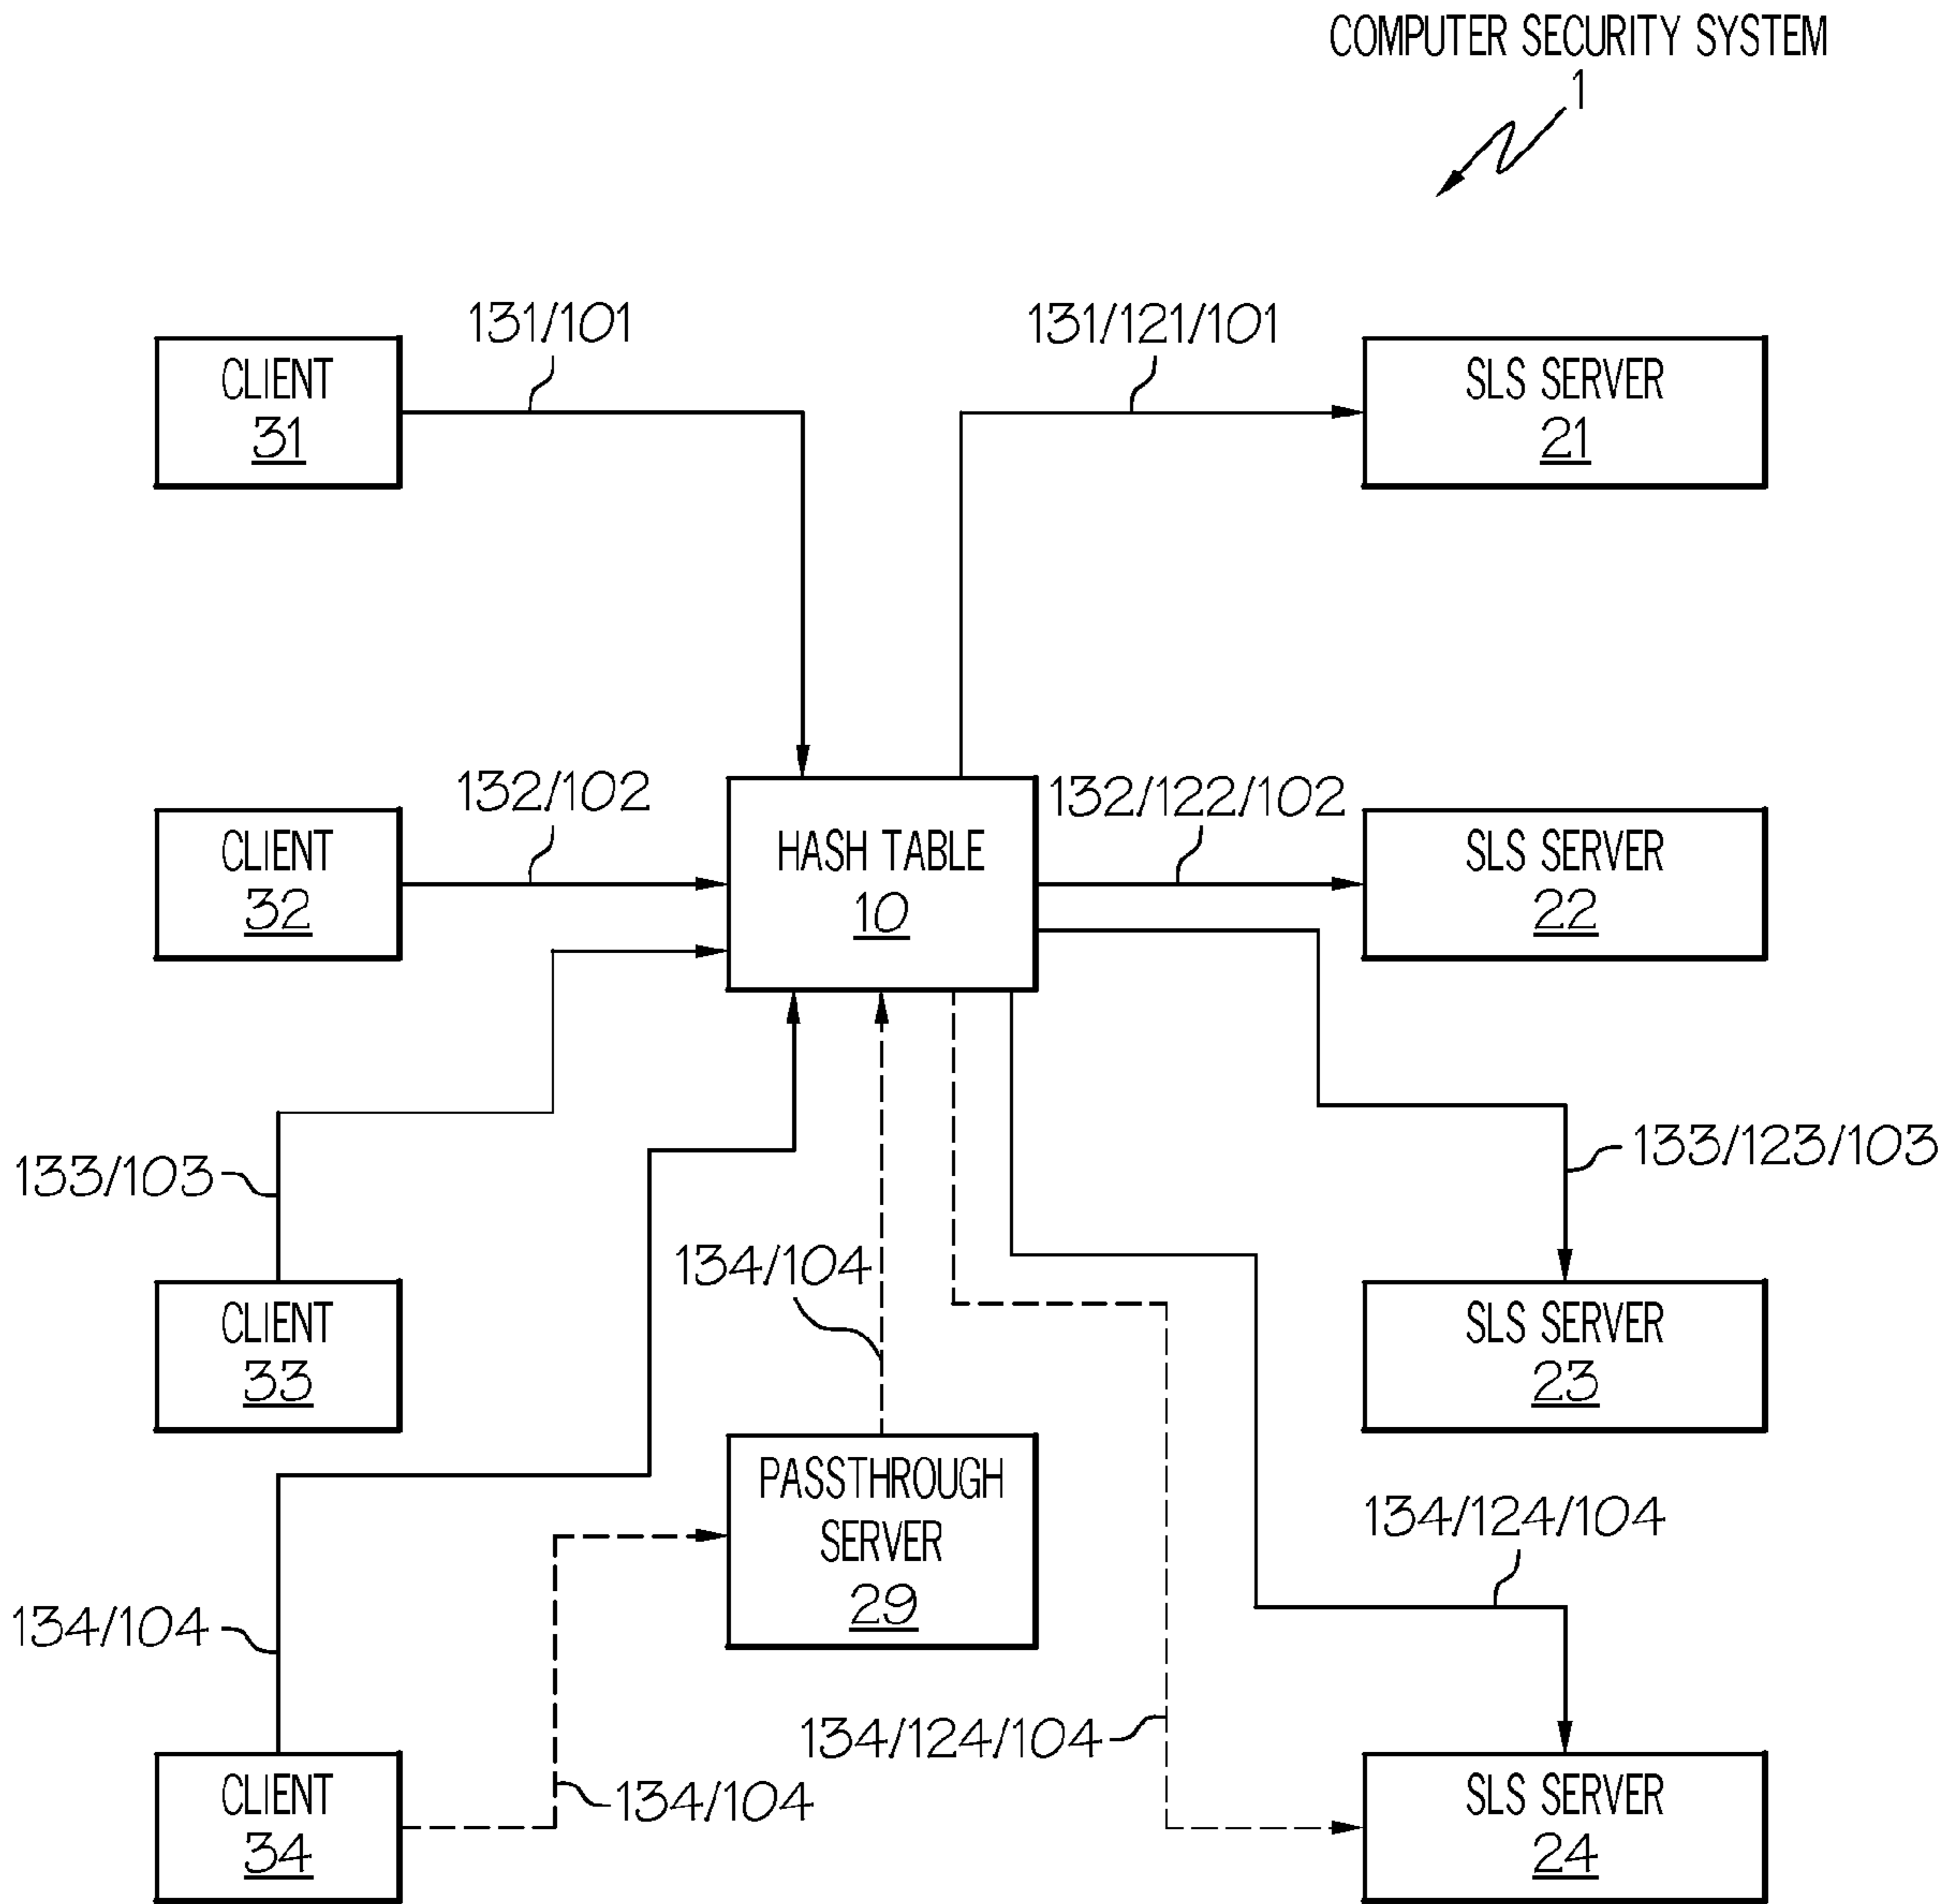 COMPUTER SECURITY SYSTEM
1
131/101
131/121/101
CLIENT
31
SLS SERVER
21
132/102
132/122/102
CLIENT
32
HASH TABLE
10
SLS SERVER
22
133/103
133/123/103
134/104
CLIENT
33
SLS SERVER
23
PASSTHROUGH
SERVER
29
134/124/104
134/104
134/124/104
134/104
CLIENT
34
SLS SERVER
24